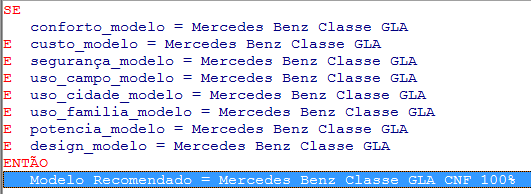 SE
conforto_modelo = Mercedes Benz Classe GLA
E custo_modelo = Mercedes Benz Classe GLA
E segurança_modelo = Mercedes Benz Classe GLA
E uso_campo_modelo = Mercedes Benz Classe GLA
E uso_cidade_modelo = Mercedes Benz Classe GLA
E uso_familia_modelo = Mercedes Benz Classe GLA
E potencia_modelo = Mercedes Benz Classe GLA
E design_modelo = Mercedes Benz Classe GLA
ENTÃO
Modelo Recomendado = Mercedes Benz Classe GLA CNF 100%